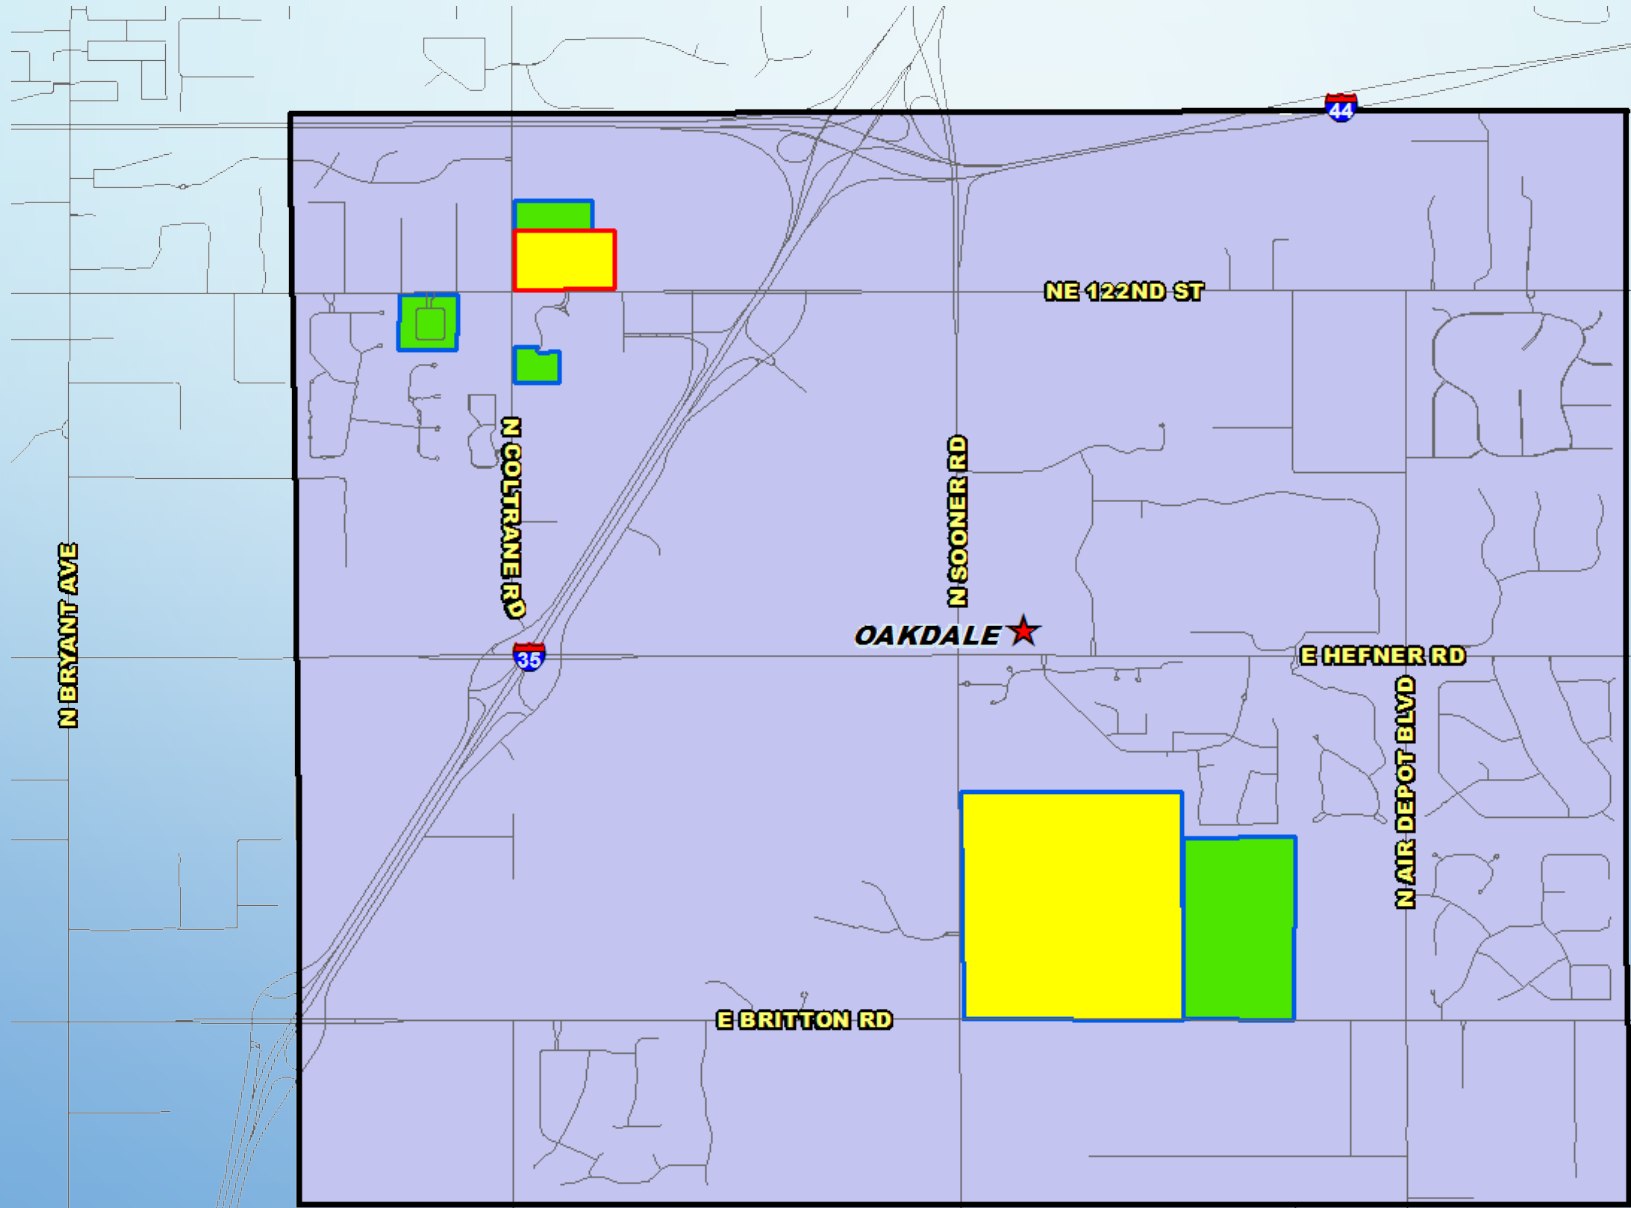 44
NE 122ND ST
N COLTRANE RD
N SOONER RD
N BRYANT AVE
OAKDALE
35
E HEFNER RD
N AIR DEPOT BLVD
E BRITTON RD